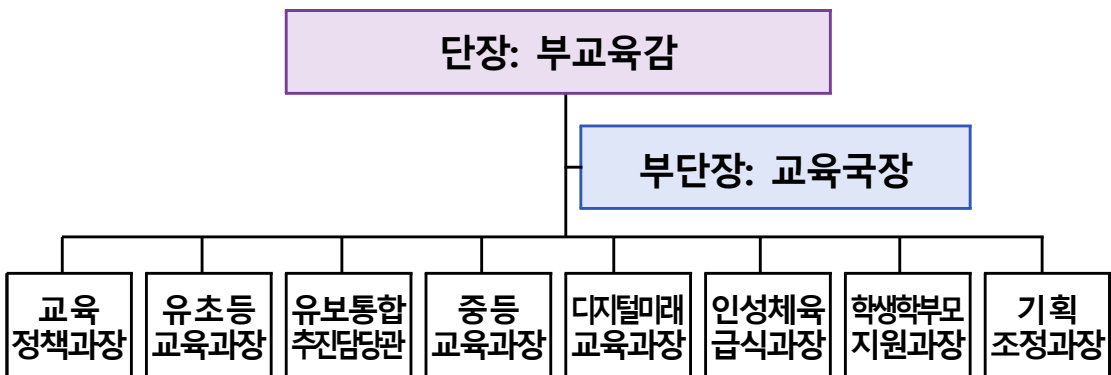 단장: 부교육감
부단장: 교육국장
교육
정책과장
유초등
교육과장
유보통합
추진담당관
중등
교육과장
디지털미래
교육과장
인성체육
급식과장
학생학부모
지원과장
기획
조정과장